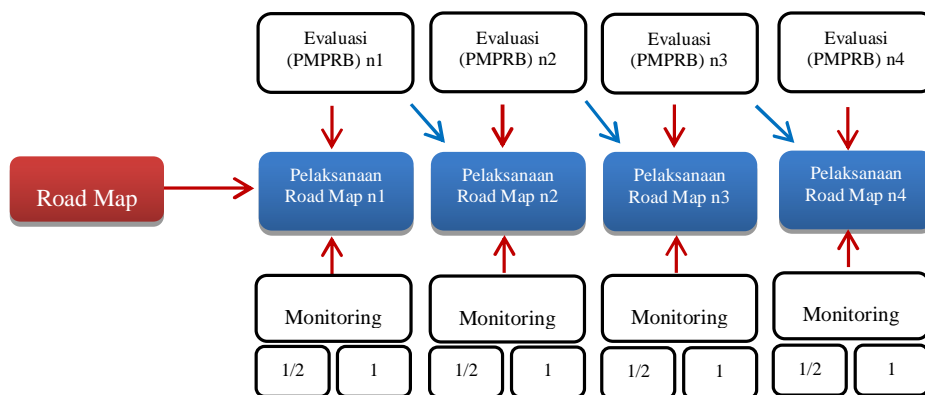 Evaluasi
(PMPRB) n1
Evaluasi
(PMPRB) n2
Evaluasi
(PMPRB) n3
Evaluasi
(PMPRB) n4
Road Map
Pelaksanaan
Road Map n1
Pelaksanaan
Road Map n2
Pelaksanaan
Road Map n3
Pelaksanaan
Road Map n4
Monitoring
Monitoring
Monitoring
Monitoring
1/2
1
1/2
1
1/2
1
1/2
1